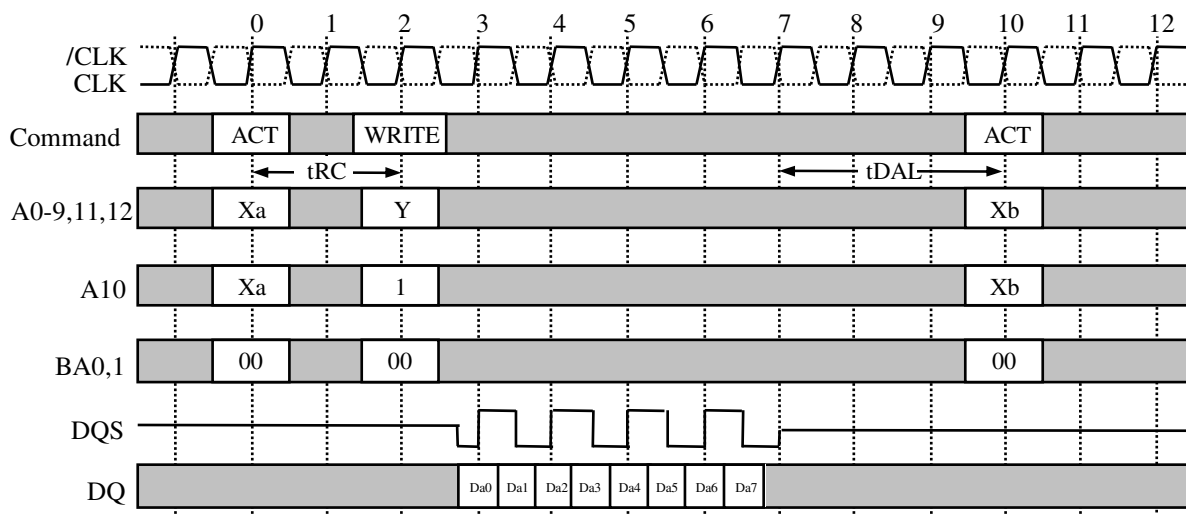 0 1 2 3 4 5 6 7 8 9 10 11 12
/CLK
CLK
Command ACT WRITE ACT
tRC tDAL
A0-9,11,12 Xa Y Xb
A10 Xa 1 Xb
BA0,1 00 00 00
DQS
DQ Da0 Da1 Da2 Da3 Da4 Da5 Da6 Da7